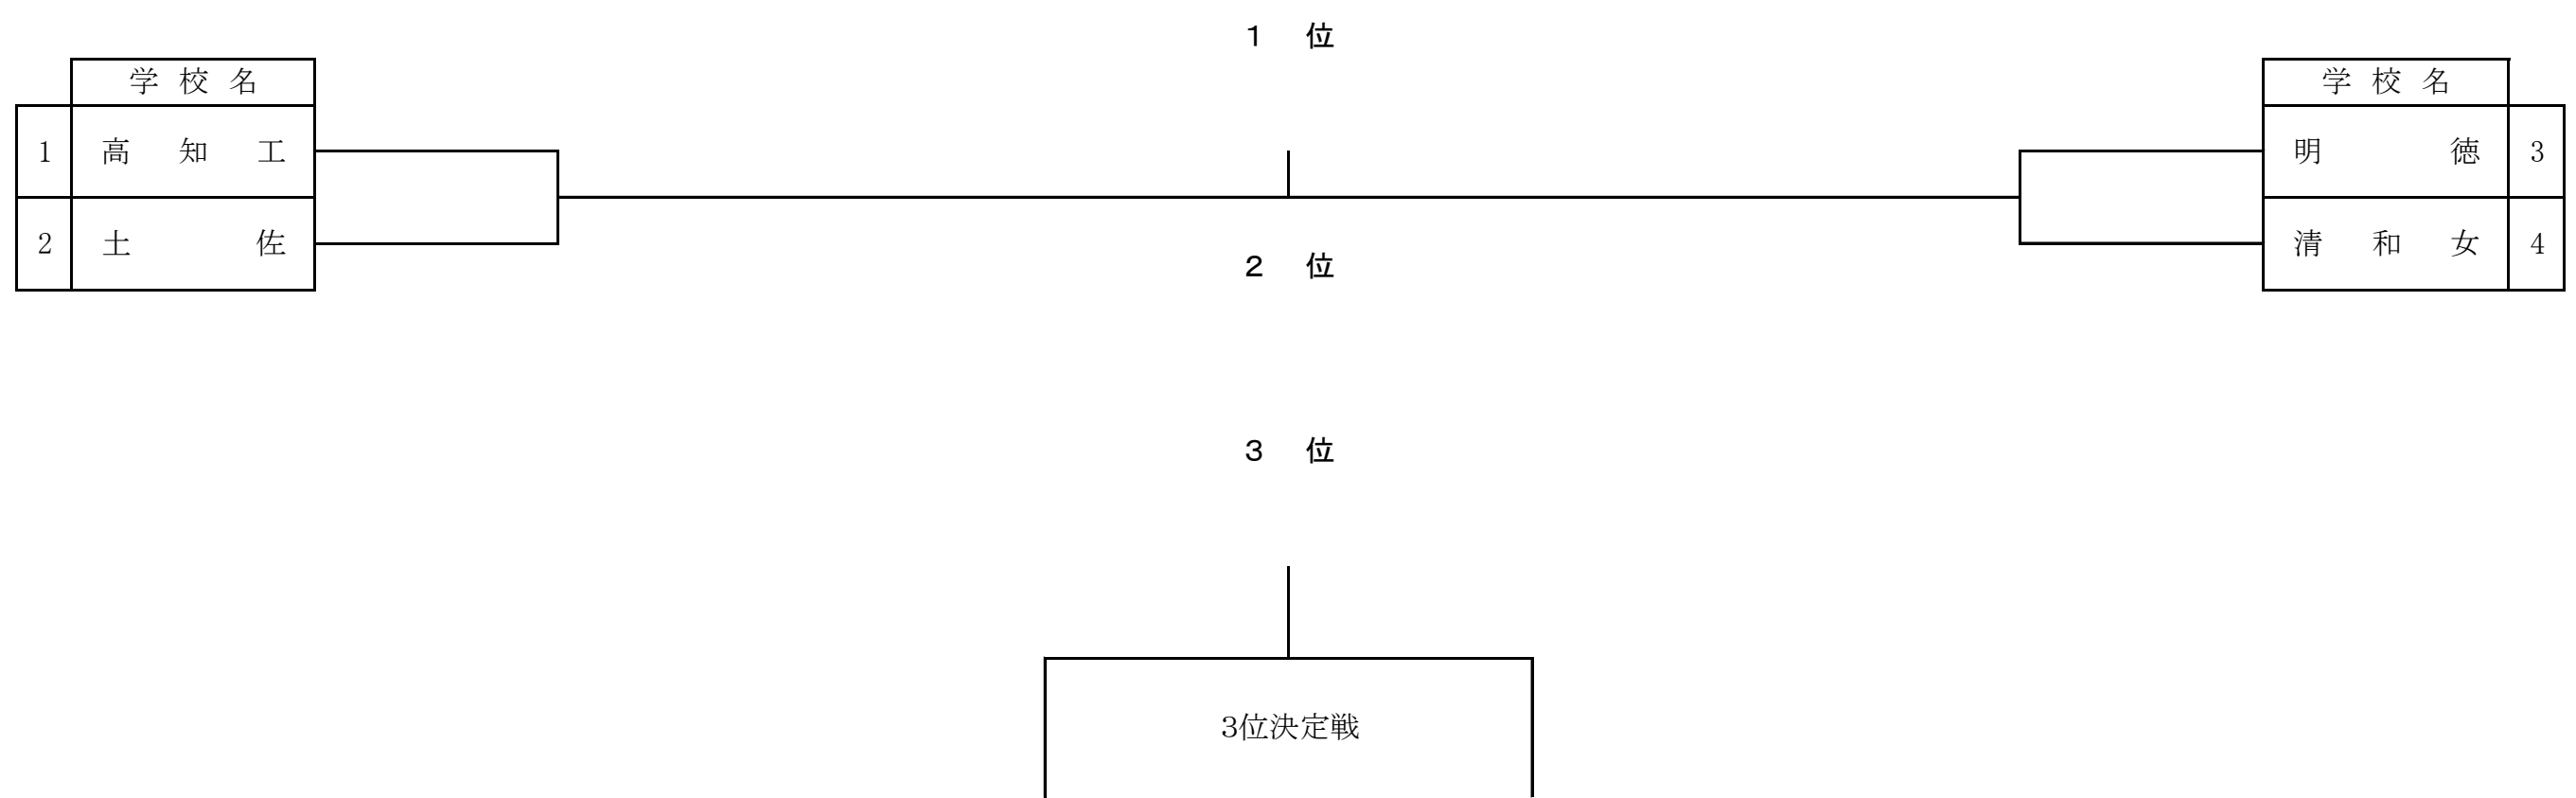 １　位
学 校 名
1 高 知 工
2 土 佐
学 校 名
明 徳 3
清 和 女 4
２　位
３　位
3位決定戦